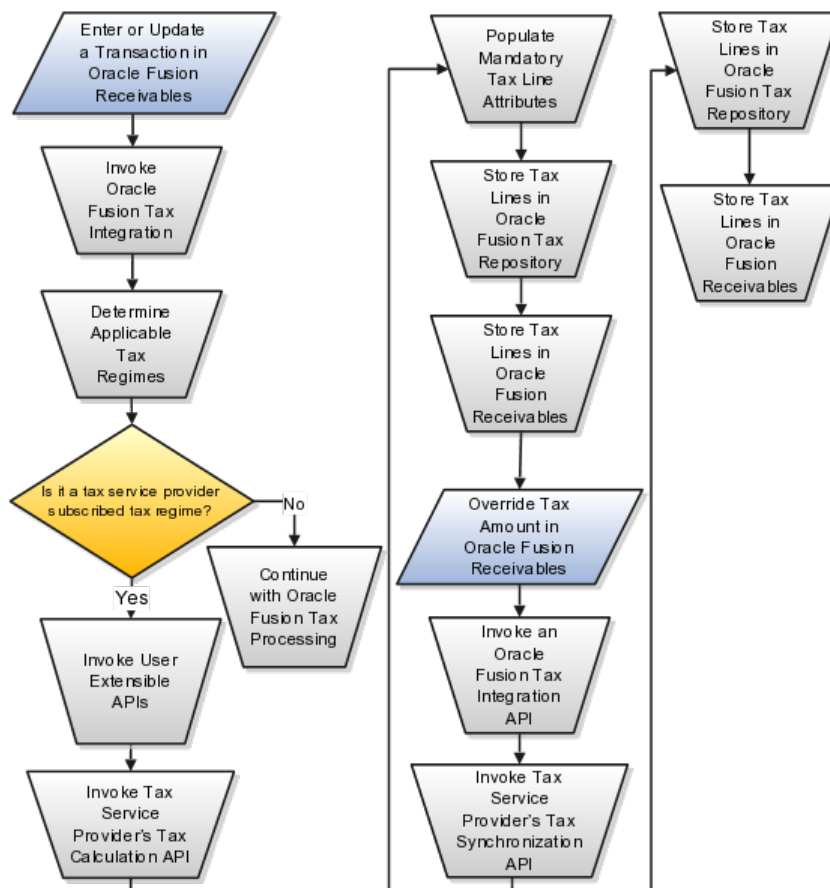 Enter or Update
a Transaction in
Oracle Fusion
Receivables
Invoke
Oracle
Fusion Tax
Integration
Determine
Applicable
Tax
Regimes
Is it a tax service provider
subscribed tax regime?
No
Continue
with Oracle
Fusion Tax
Processing
Yes
Invoke User
Extensible
APIs
Invoke Tax
Service
Provider's Tax
Calculation API
Populate
Mandatory
Tax Line
Attributes
Store Tax
Lines in
Oracle
Fusion Tax
Repository
Store Tax
Lines in
Oracle
Fusion
Receivables
Override Tax
Amount in
Oracle Fusion
Receivables
Invoke an
Oracle
Fusion Tax
Integration
API
Invoke Tax
Service
Provider's Tax
Synchronization
API
Store Tax
Lines in
Oracle
Fusion Tax
Repository
Store Tax
Lines in
Oracle
Fusion
Receivables